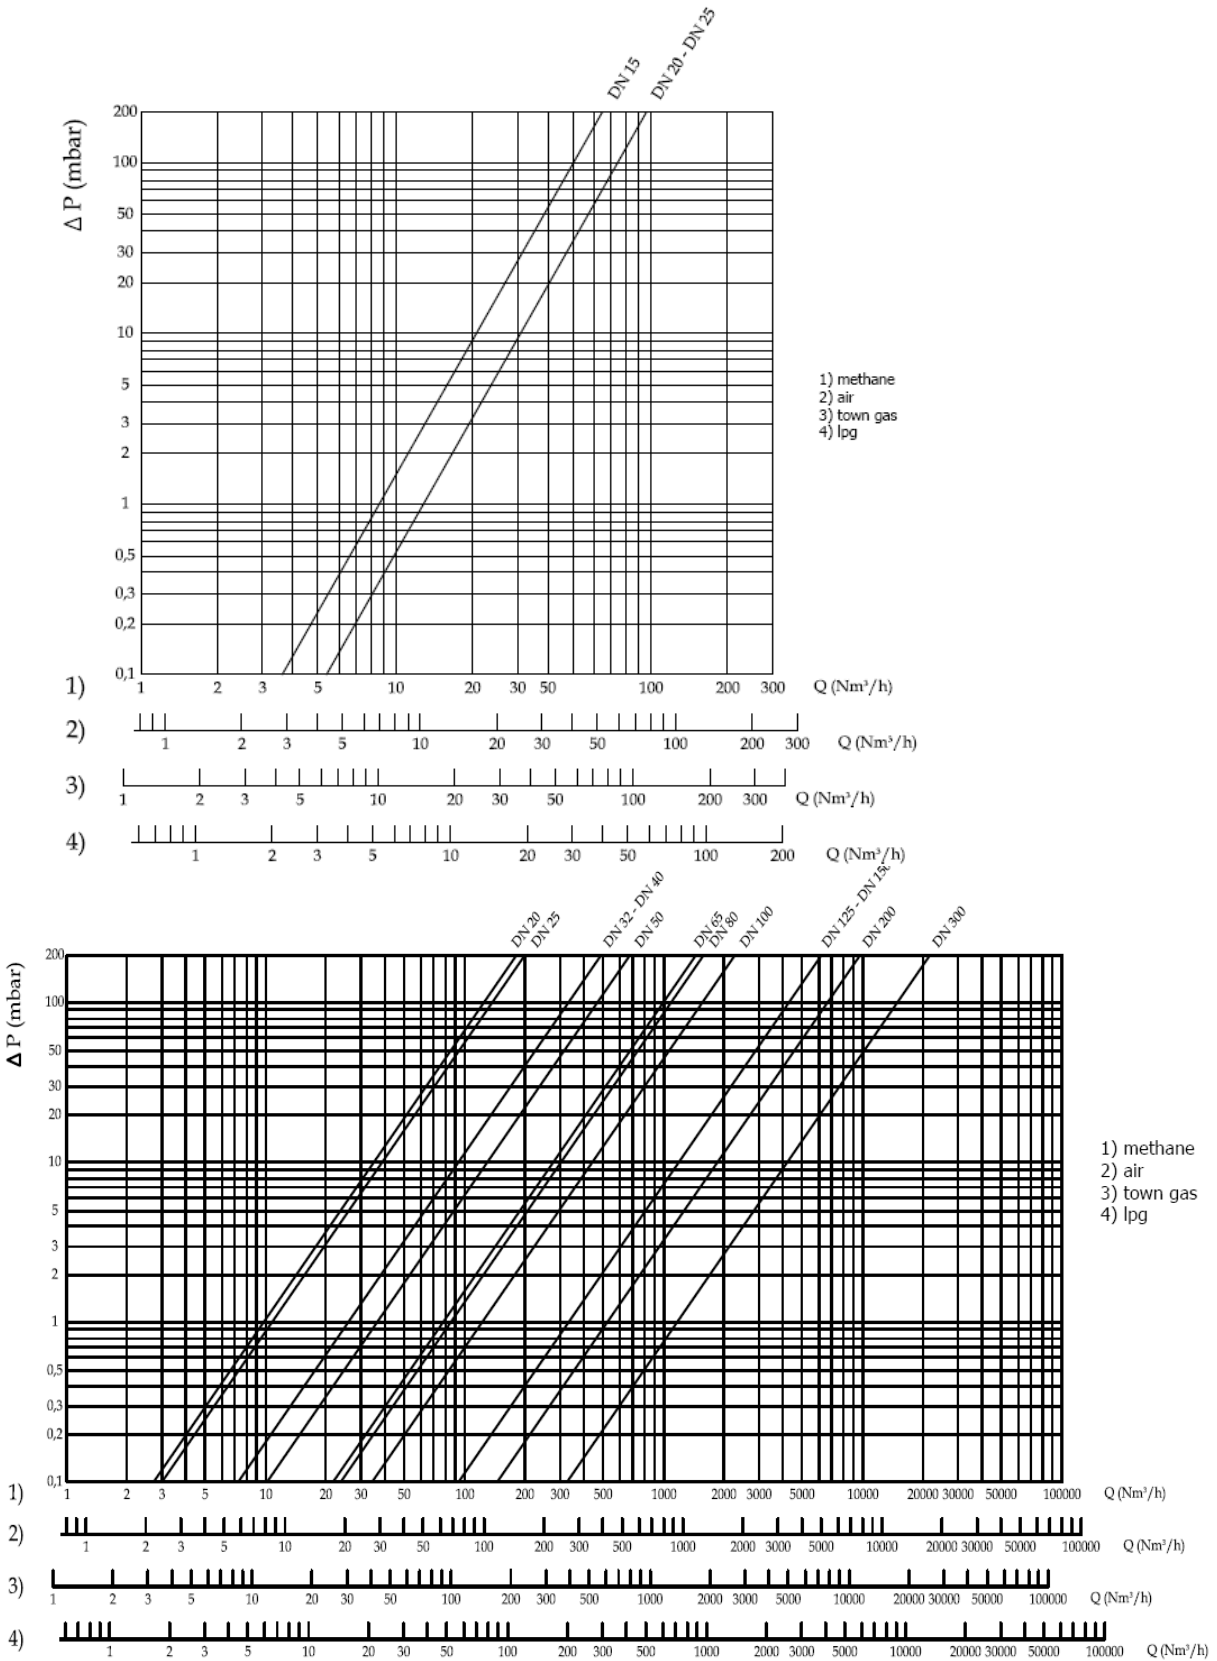 DN 15
DN 20 - DN 25
Δ P (mbar)
200
100
50
30
20
10
5
3
2
1
0,5
0,3
0,2
0,1
1) methane
2) air
3) town gas
4) lpg
1) 1 2 3 5 10 20 30 50 100 200 300 Q (Nm³/h)
2) 1 2 3 5 10 20 30 50 100 200 300 Q (Nm³/h)
3) 1 2 3 5 10 20 30 50 100 200 300 Q (Nm³/h)
4) 1 2 3 5 10 20 30 50 100 200 Q (Nm³/h)
DN 20
DN 25
DN 32 - DN 40
DN 50
DN 65
DN 80
DN 100
DN 125 - DN 150
DN 200
DN 300
Δ P (mbar)
200
100
50
30
20
10
5
3
2
1
0,5
0,3
0,2
0,1
1) methane
2) air
3) town gas
4) lpg
1) 1 2 3 5 10 20 30 50 100 200 300 500 1000 2000 3000 5000 10000 20000 30000 50000 100000 Q (Nm³/h)
2) 1 2 3 5 10 20 30 50 100 200 300 500 1000 2000 3000 5000 10000 20000 30000 50000 100000 Q (Nm³/h)
3) 1 2 3 5 10 20 30 50 100 200 300 500 1000 2000 3000 5000 10000 20000 30000 50000 100000 Q (Nm³/h)
4) 1 2 3 5 10 20 30 50 100 200 300 500 1000 2000 3000 5000 10000 20000 30000 50000 100000 Q (Nm³/h)